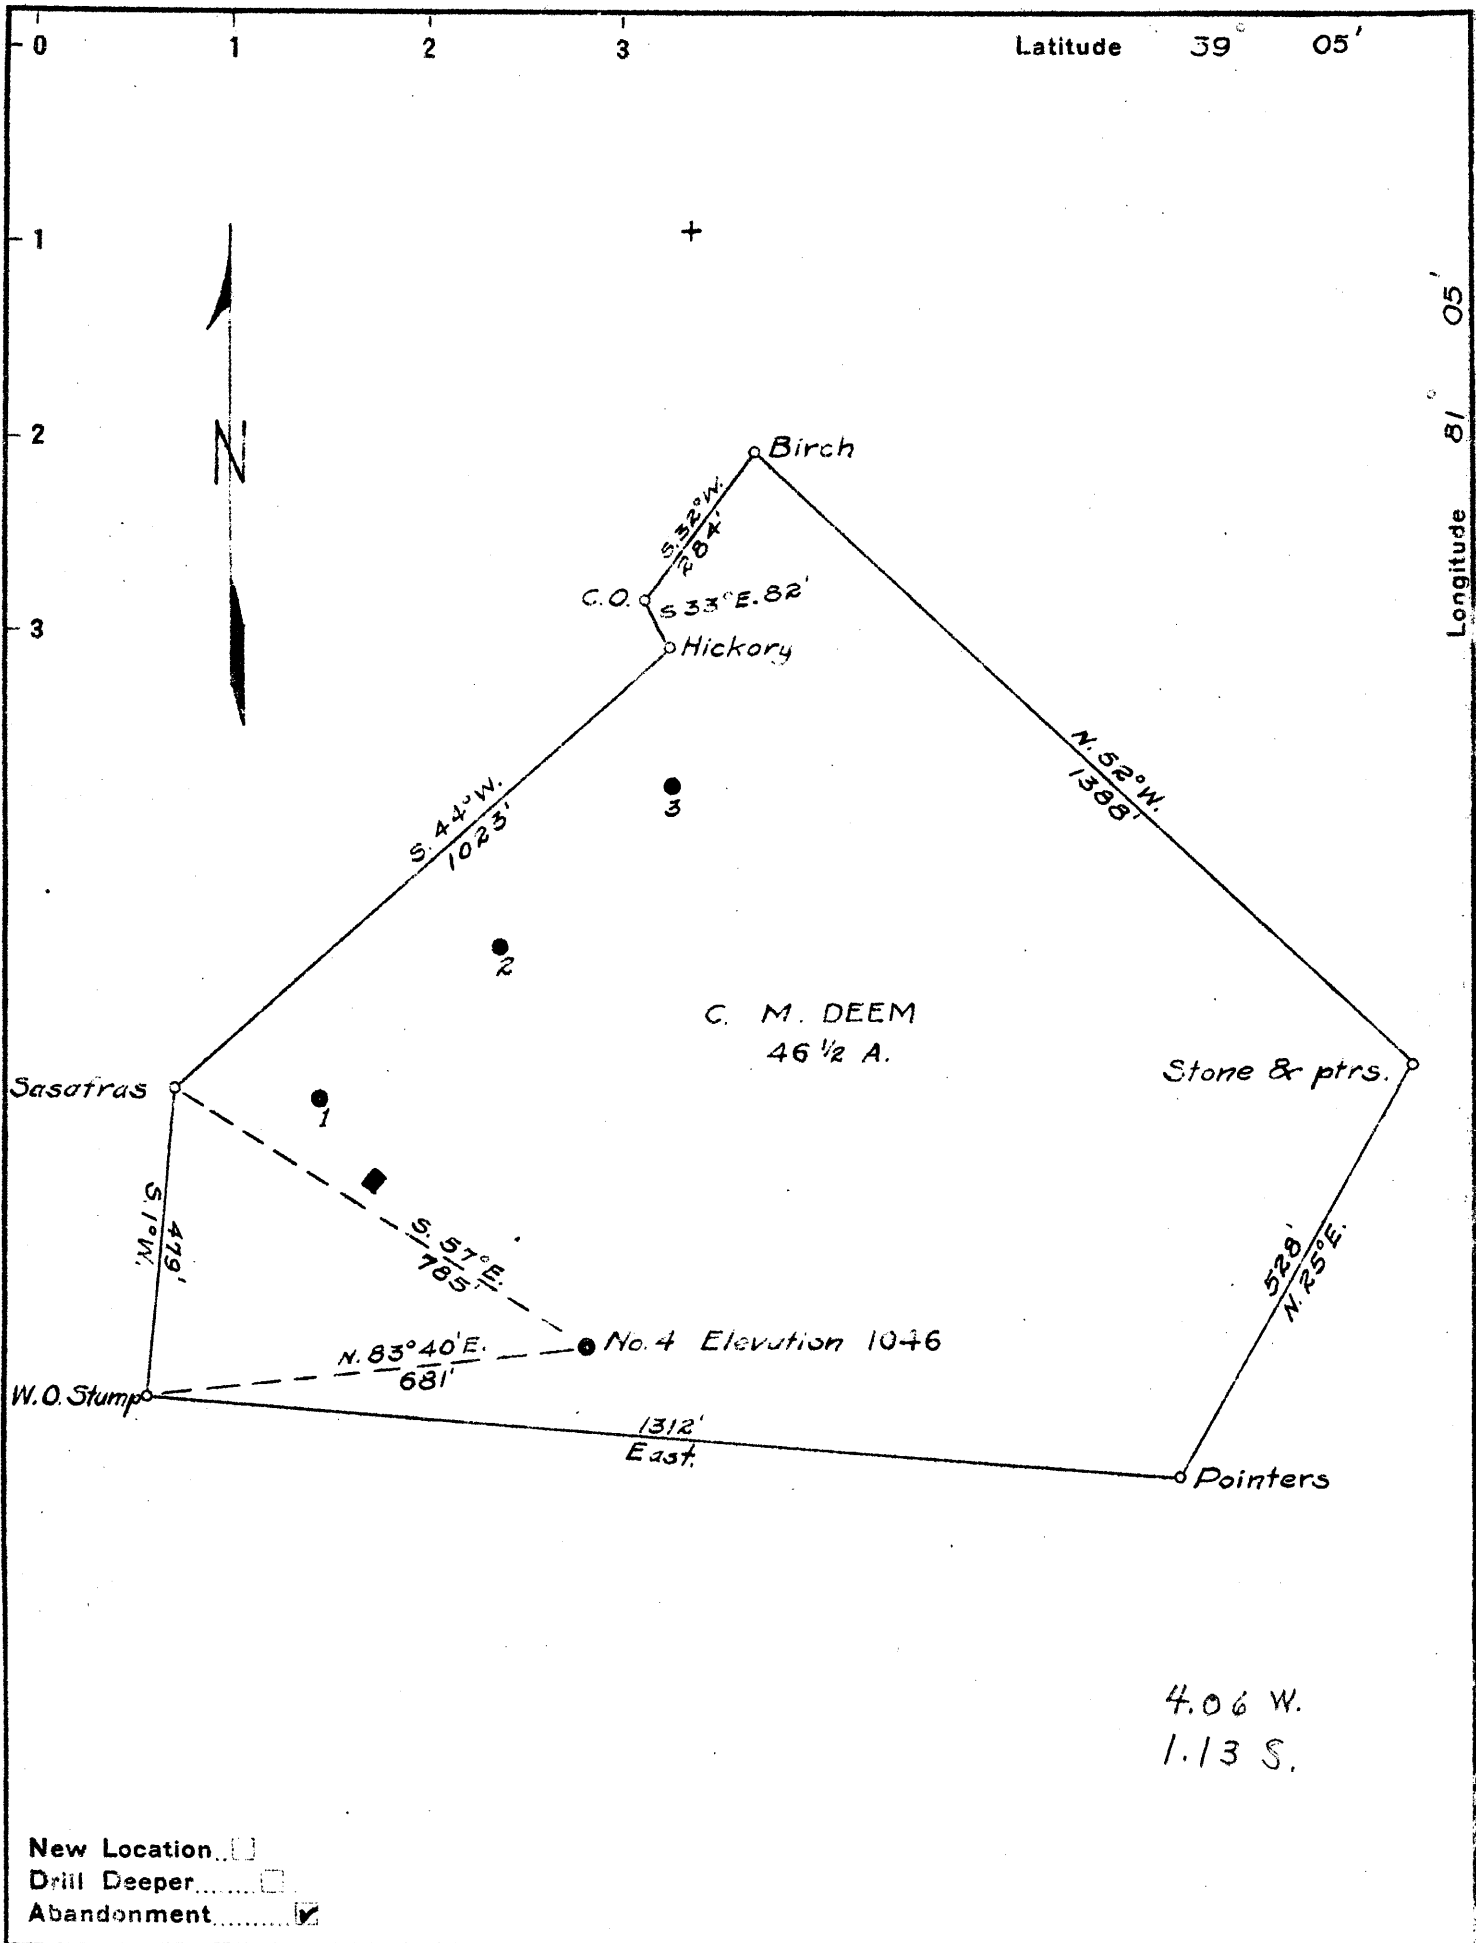 0 1 2 3 Latitude 39° 05'
1
Longitude 81° 05'
2
N
Birch
S. 32° W.
284'
C.O.
S 33° E. 82'
3
Hickory
N. 52° W.
1388'
S. 44° W.
1023'
3
2
C. M. DEEM
46 1/2 A.
Stone & ptrs.
Sasafras
1
S. 1° W.
479'
S. 57° E.
785'
528'
N. 25° E.
No. 4 Elevation 1046
N. 83° 40' E.
681'
W.O. Stump
1312'
East.
Pointers
4.06 W.
1.13 S.
New Location..
Drill Deeper.......
Abandonment.......... ✔